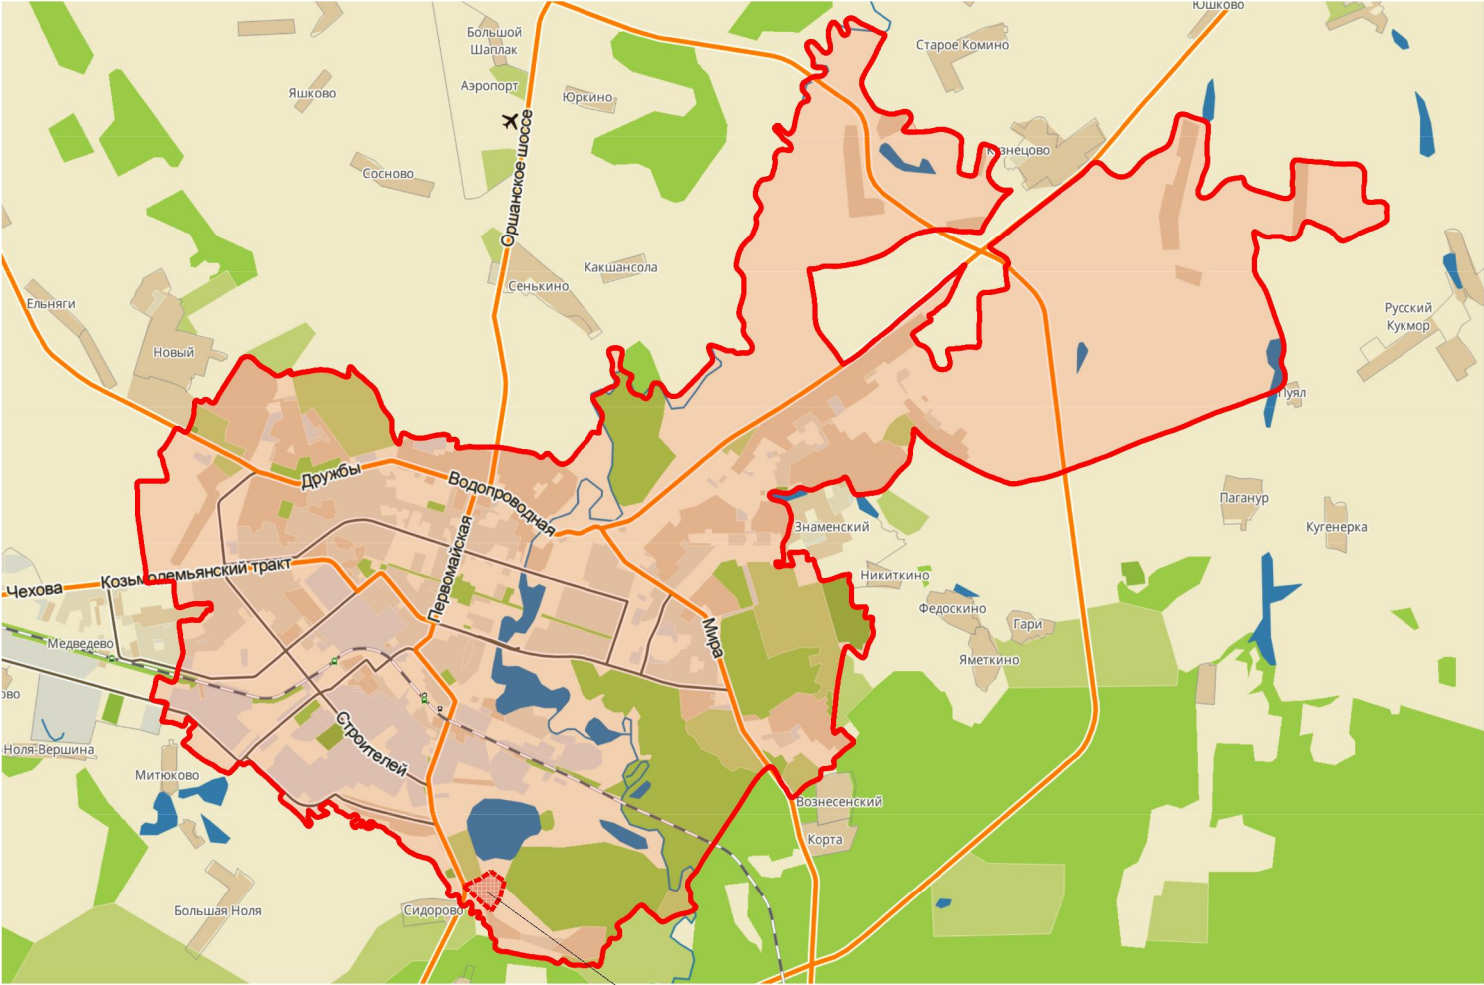 Юшково
Большой
Шаплак
Старое Комино
Аэропорт
Яшково
Юркино
Оршанское шоссе
Кузнецово
Сосново
Какшансола
Сенькино
Ельняги
Русский
Кукмор
Новый
Пуял
Дружбы
Водопроводная
Паганур
Знаменский
Кугенерка
Первомайская
Козьмодемьянский тракт
Чехова
Никиткино
Федоскино
Гари
Мира
Медведево
Яметкино
ово
Строителей
Ноля-Вершина
Митюково
Вознесенский
Корта
Большая Ноля
Сидорово